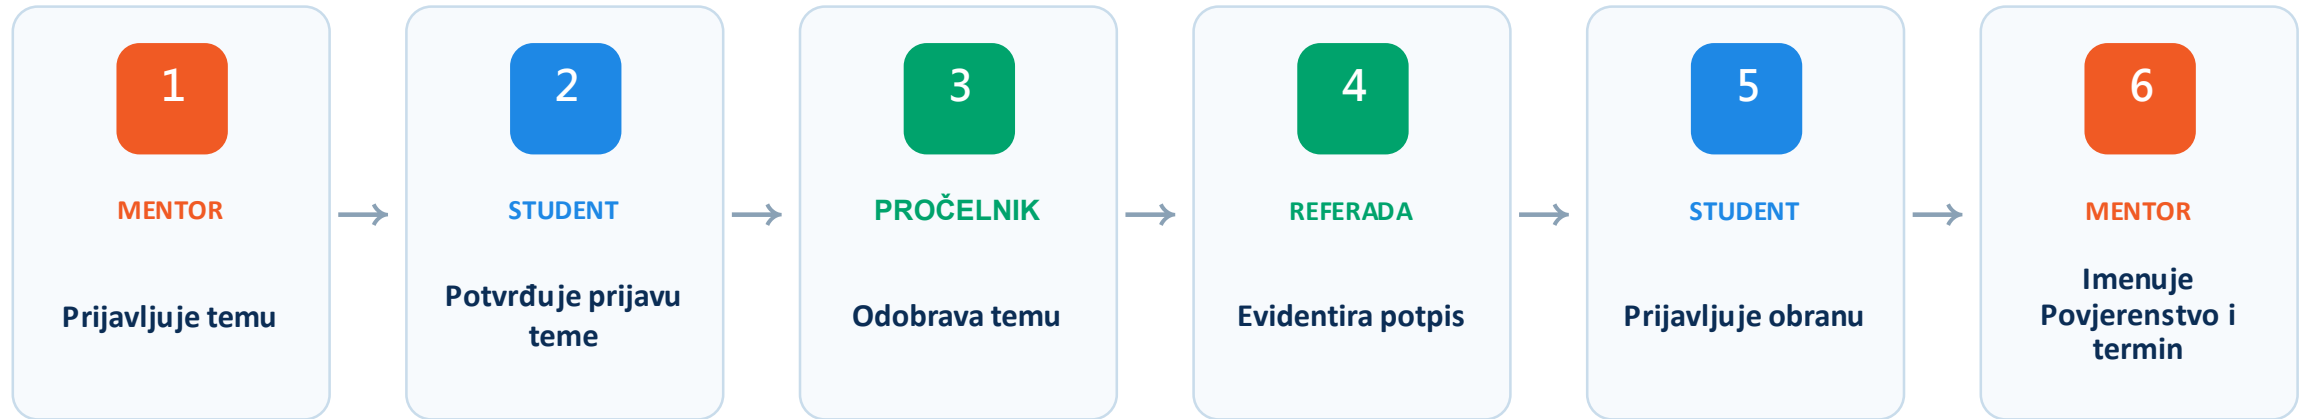 1
MENTOR
Prijavljuje temu
→
2
STUDENT
Potvrđuje prijavu
teme
→
3
PROČELNIK
Odobrava temu
→
4
REFERADA
Evidentira potpis
→
5
STUDENT
Prijavljuje obranu
→
6
MENTOR
Imenuje
Povjerenstvo i
termin